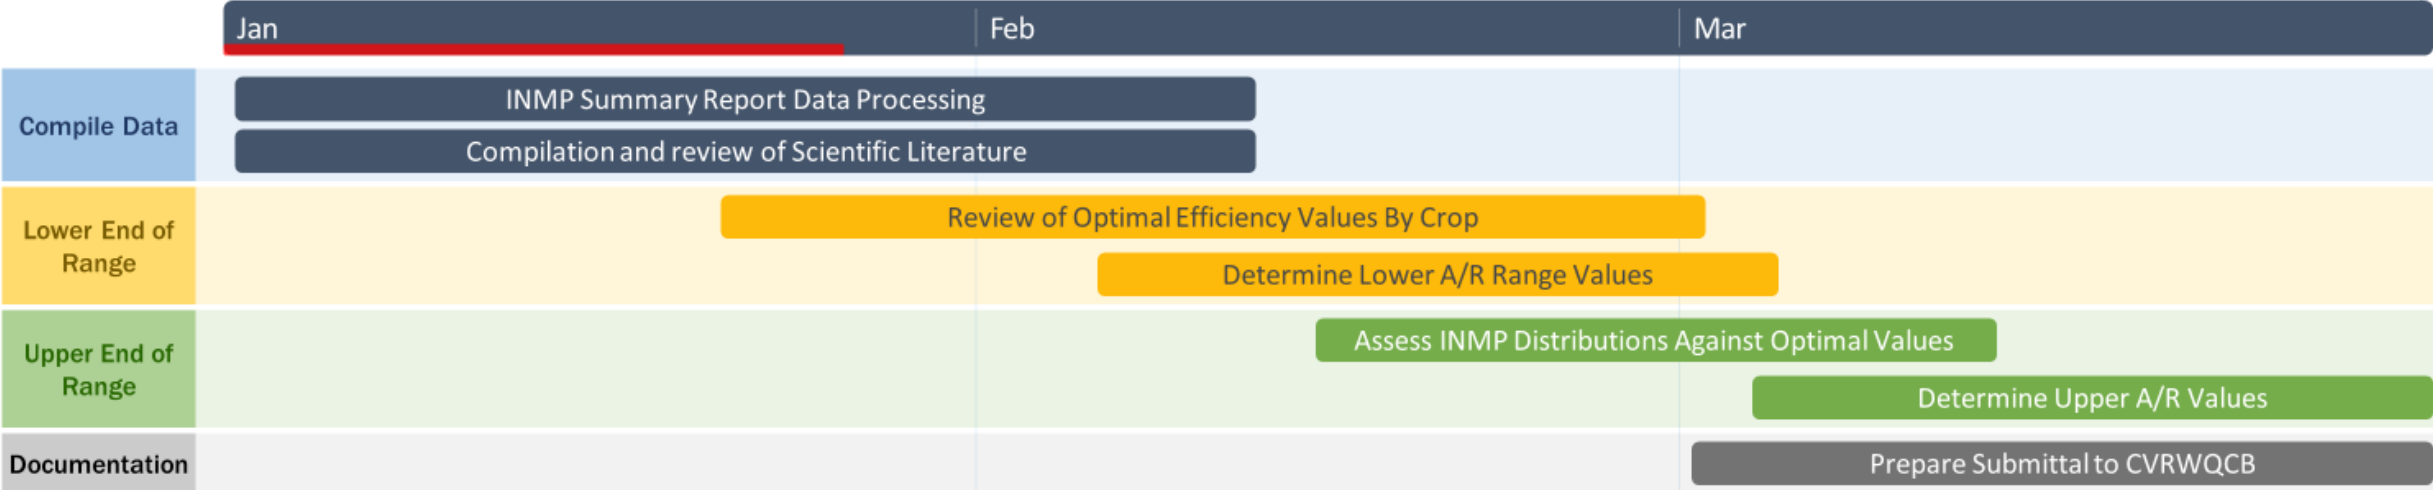 Jan
Feb
Mar
Compile Data
INMP Summary Report Data Processing
Compilation and review of Scientific Literature
Lower End of
Range
Review of Optimal Efficiency Values By Crop
Determine Lower A/R Range Values
Upper End of
Range
Assess INMP Distributions Against Optimal Values
Determine Upper A/R Values
Documentation
Prepare Submittal to CVRWQCB